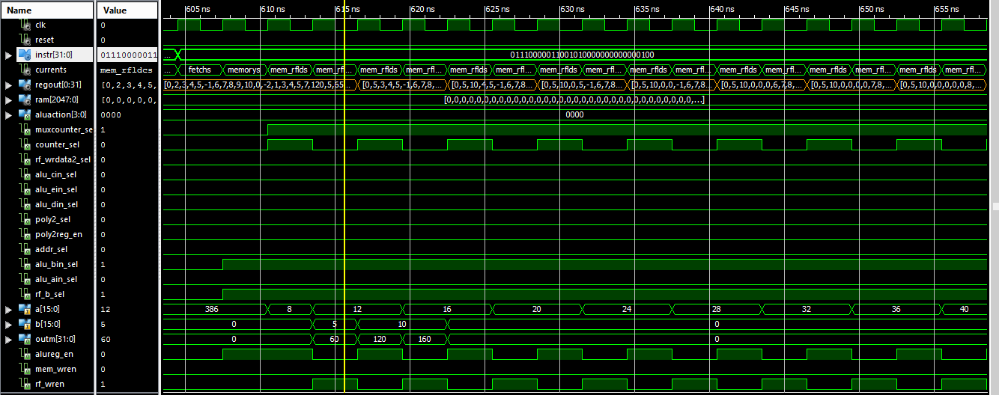 Name Value 605 ns 610 ns 615 ns 620 ns 625 ns 630 ns 635 ns 640 ns 645 ns 650 ns 655 ns
clk 0
reset 0
instr[31:0] 01110000011 ... 01110000011001010000000000000100
currents mem_rfldcs fetchs memorys mem_rflds mem_rf... mem_rflds mem_rfl... mem_rflds mem_rfl... mem_rflds mem_rfl... mem_rflds mem_rfl... mem_rflds mem_rfl... mem_rflds mem_rfl... mem_rflds mem_rfl...
regout[0:31] [0,2,3,4,5, [0,2,3,4,5,-1,6,7,8,9,10,0,-2,1,3,4,5,7,120,5,65... [0,5,3,4,5,-1,6,7,8,... [0,5,10,4,5,-1,6,7,8... [0,5,10,0,5,-1,6,7,8... [0,5,10,0,0,-1,6,7,8... [0,5,10,0,0,0,6,7,8,... [0,5,10,0,0,0,0,7,8,... [0,5,10,0,0,0,0,0,8,...
ram[2047:0] [0,0,0,0,0, [0,0,0,0,0,0,0,0,0,0,0,0,0,0,0,0,0,0,0,0,0,0,0,0,0,0,0,0,0,0,0,0,...]
aluaction[3:0] 0000 0000
muxcounter_se 1
counter_sel 0
rf_wrdata2_sel 0
alu_cin_sel 0
alu_ein_sel 0
alu_din_sel 0
poly2_sel 0
poly2reg_en 0
addr_sel 0
alu_bin_sel 1
alu_ain_sel 0
rf_b_sel 1
a[15:0] 12 386 8 12 16 20 24 28 32 36 40
b[15:0] 5 0 5 10 0
outm[31:0] 60 0 60 120 160 0
alureg_en 0
mem_wren 0
rf_wren 1